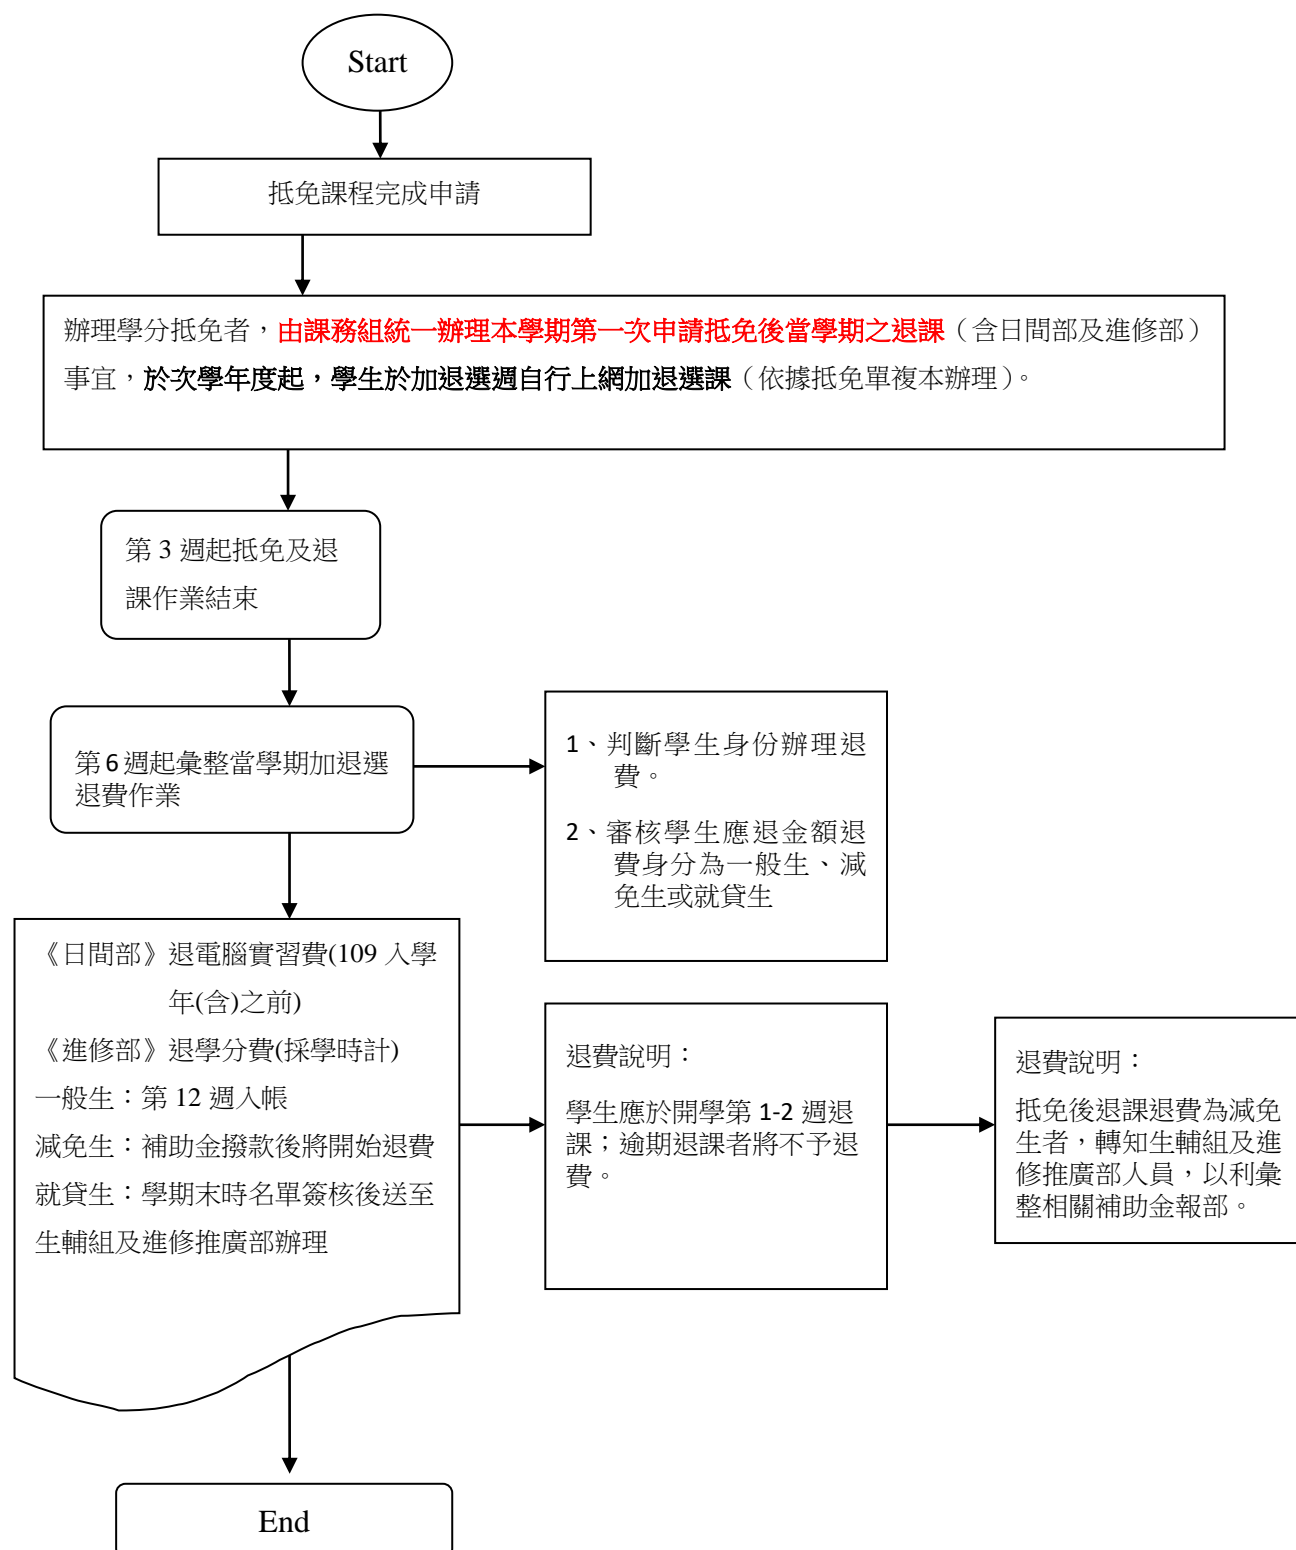 Start
抵免課程完成申請
辦理學分抵免者，由課務組統一辦理本學期第一次申請抵免後當學期之退課（含日間部及進修部）
事宜，於次學年度起，學生於加退選週自行上網加退選課（依據抵免單複本辦理）。
第 3 週起抵免及退
課作業結束
第 6 週起彙整當學期加退選
退費作業
1、判斷學生身份辦理退
費。
2、審核學生應退金額退
費身分為一般生、減
免生或就貸生
《日間部》退電腦實習費(109 入學
年(含)之前)
《進修部》退學分費(採學時計)
一般生：第 12 週入帳
減免生：補助金撥款後將開始退費
就貸生：學期末時名單簽核後送至
生輔組及進修推廣部辦理
退費說明：
學生應於開學第 1-2 週退
課；逾期退課者將不予退
費。
退費說明：
抵免後退課退費為減免
生者，轉知生輔組及進
修推廣部人員，以利彙
整相關補助金報部。
End